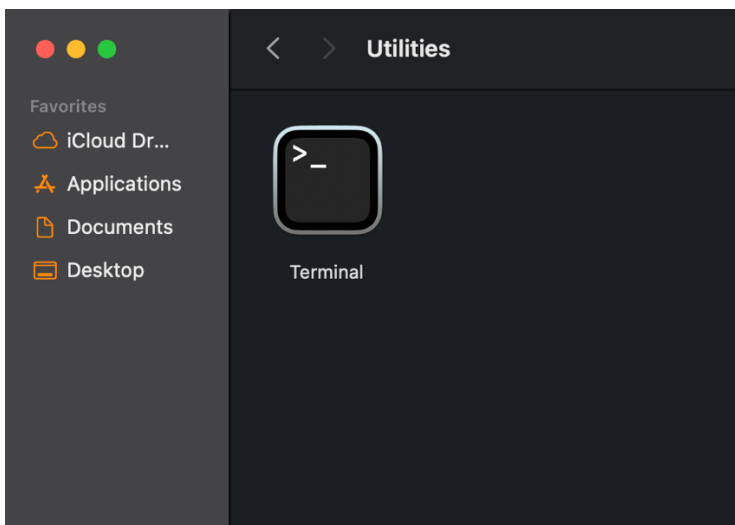 Utilities
Favorites
iCloud Dr...
Applications
Documents
Desktop
>_
Terminal